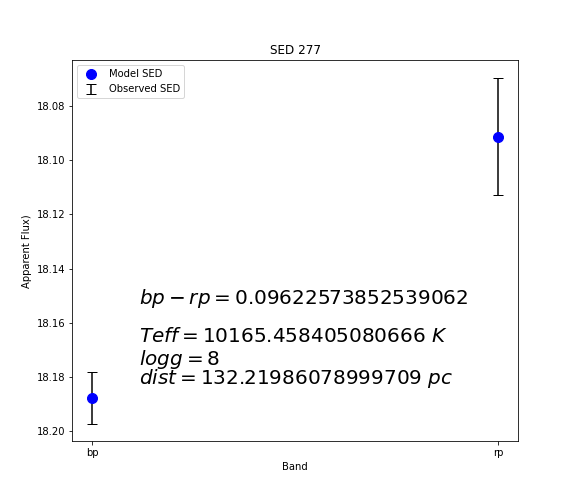 SED 277
Model SED
Observed SED
18.08
18.10
18.12
18.14
18.16
18.18
18.20
Apparent Flux)
bp − rp = 0.09622573852539062
Teff = 10165.458405080666 K
logg = 8
dist = 132.21986078999709 pc
bp
rp
Band